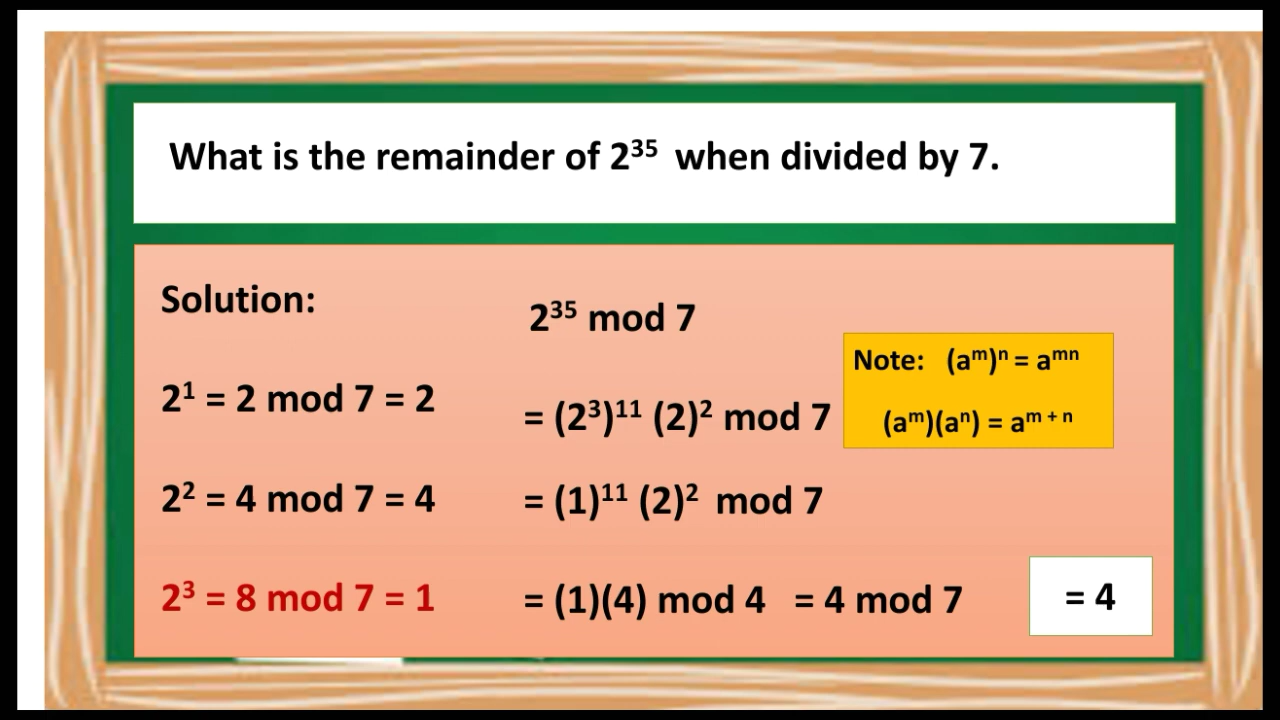 What is the remainder of 2³⁵ when divided by 7.
Solution:
2¹ = 2 mod 7 = 2
2² = 4 mod 7 = 4
2³ = 8 mod 7 = 1
2³⁵ mod 7
= (2³)¹¹ (2)² mod 7
= (1)¹¹ (2)² mod 7
= (1)(4) mod 4 = 4 mod 7
= 4
Note: (aᵐ)ⁿ = aᵐⁿ
(aᵐ)(aⁿ) = aᵐ ⁺ ⁿ